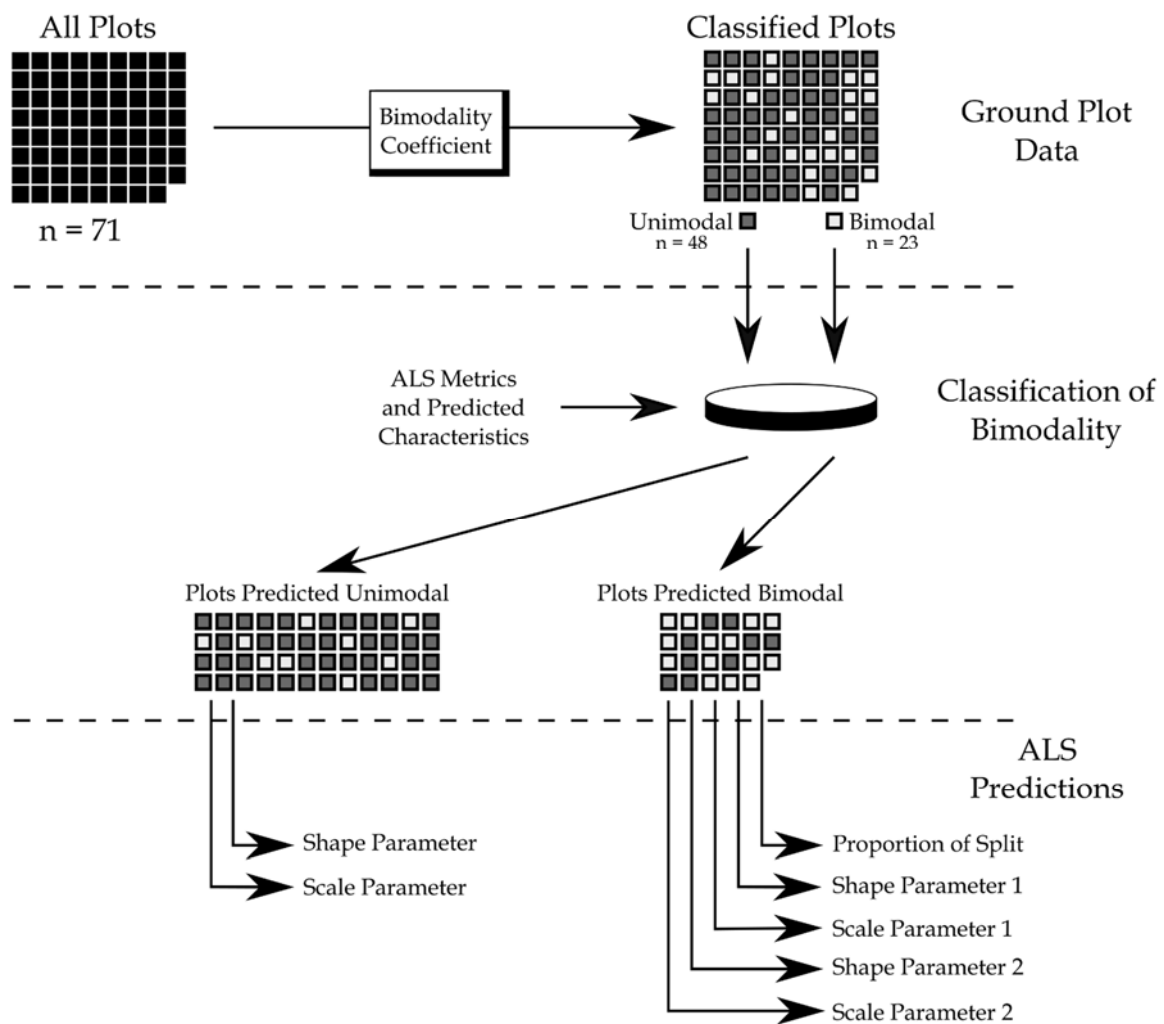 All Plots
n = 71
Bimodality
Coefficient
Classified Plots
Unimodal
n = 48
Bimodal
n = 23
Ground Plot
Data
ALS Metrics
and Predicted
Characteristics
Classification of
Bimodality
Plots Predicted Unimodal
Plots Predicted Bimodal
ALS
Predictions
Shape Parameter
Scale Parameter
Proportion of Split
Shape Parameter 1
Scale Parameter 1
Shape Parameter 2
Scale Parameter 2